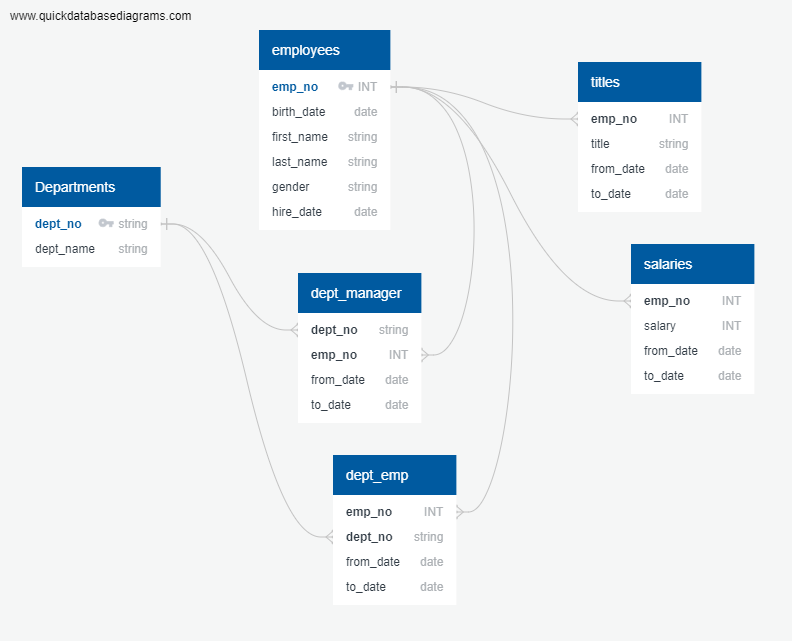 www.quickdatabasediagrams.com
employees
emp_no INT
birth_date date
first_name string
last_name string
gender string
hire_date date
titles
emp_no INT
title string
from_date date
to_date date
Departments
dept_no string
dept_name string
salaries
emp_no INT
salary INT
from_date date
to_date date
dept_manager
dept_no string
emp_no INT
from_date date
to_date date
dept_emp
emp_no INT
dept_no string
from_date date
to_date date